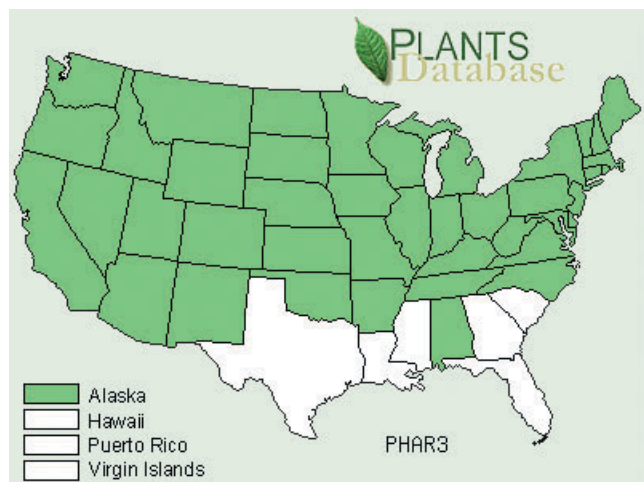 PLANTS
Database
Alaska
Hawaii
Puerto Rico
Virgin Islands
PHAR3